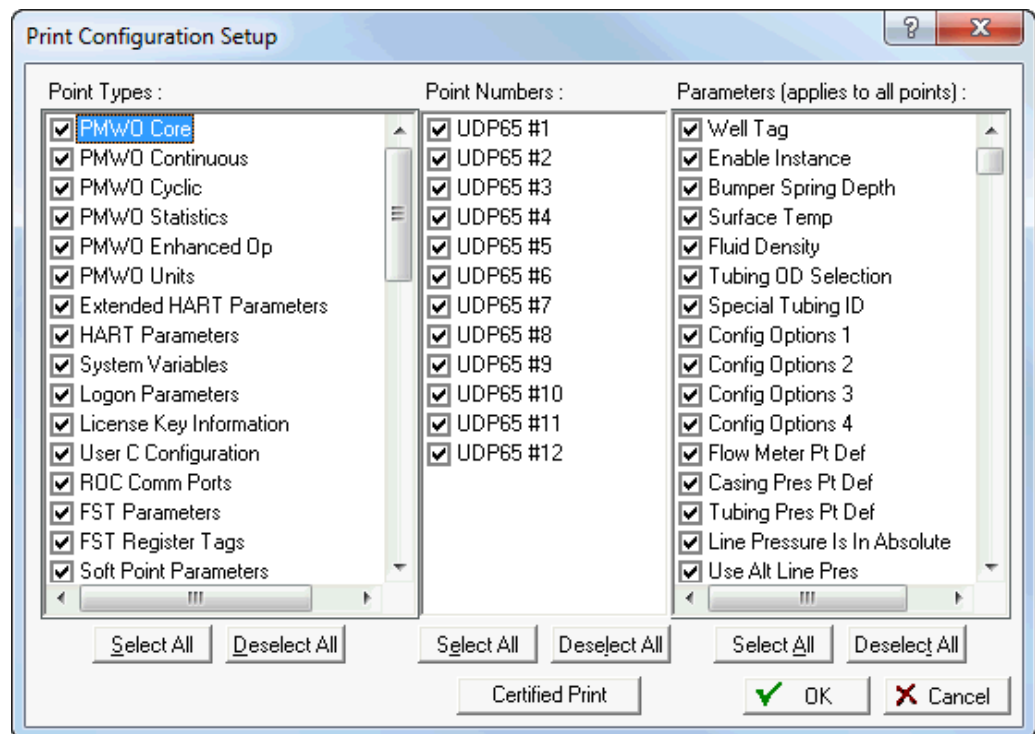 Print Configuration Setup
Point Types :
PMWO Core
PMWO Continuous
PMWO Cyclic
PMWO Statistics
PMWO Enhanced Op
PMWO Units
Extended HART Parameters
HART Parameters
System Variables
Logon Parameters
License Key Information
User C Configuration
ROC Comm Ports
FST Parameters
FST Register Tags
Soft Point Parameters
Select All
Deselect All
Point Numbers :
UDP65 #1
UDP65 #2
UDP65 #3
UDP65 #4
UDP65 #5
UDP65 #6
UDP65 #7
UDP65 #8
UDP65 #9
UDP65 #10
UDP65 #11
UDP65 #12
Select All
Deselect All
Parameters (applies to all points) :
Well Tag
Enable Instance
Bumper Spring Depth
Surface Temp
Fluid Density
Tubing OD Selection
Special Tubing ID
Config Options 1
Config Options 2
Config Options 3
Config Options 4
Flow Meter Pt Def
Casing Pres Pt Def
Tubing Pres Pt Def
Line Pressure Is In Absolute
Use Alt Line Pres
Select All
Deselect All
Certified Print
OK
Cancel